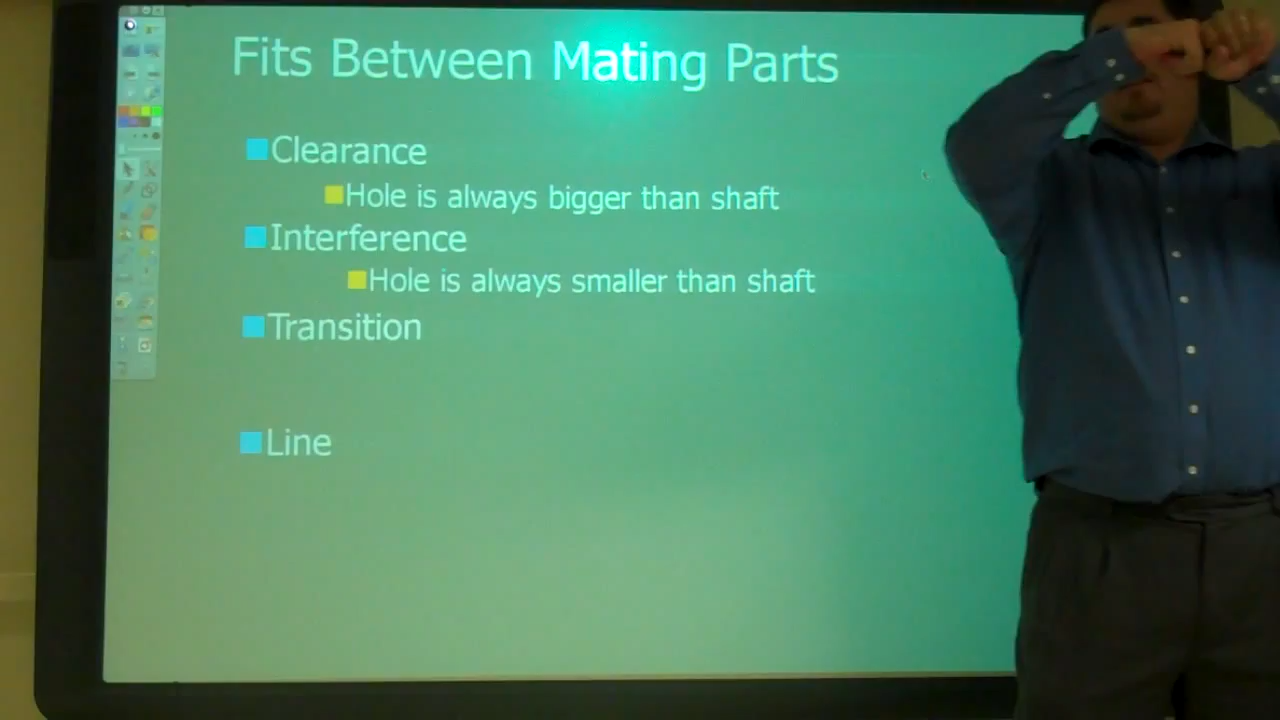 Fits Between Mating Parts
Clearance
Hole is always bigger than shaft
Interference
Hole is always smaller than shaft
Transition
Line